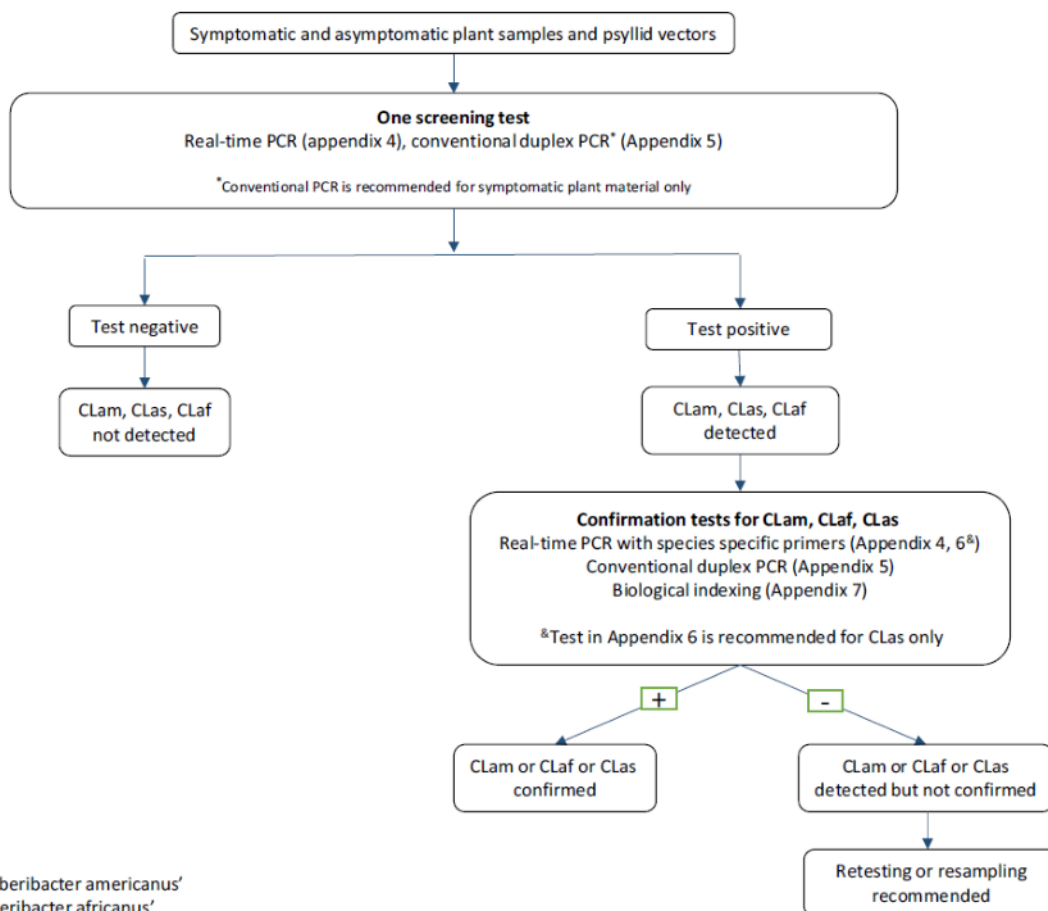 Symptomatic and asymptomatic plant samples and psyllid vectors
One screening test
Real-time PCR (appendix 4), conventional duplex PCR* (Appendix 5)
*Conventional PCR is recommended for symptomatic plant material only
Test negative
Test positive
CLam, CLas, CLaf
not detected
CLam, CLas, CLaf
detected
Confirmation tests for CLam, CLaf, CLas
Real-time PCR with species specific primers (Appendix 4, 6&)
Conventional duplex PCR (Appendix 5)
Biological indexing (Appendix 7)
&Test in Appendix 6 is recommended for CLas only
+
-
CLam or CLaf or CLas
confirmed
CLam or CLaf or CLas
detected but not confirmed
Retesting or resampling
recommended
beribacter americanus'
eribacter africanus'